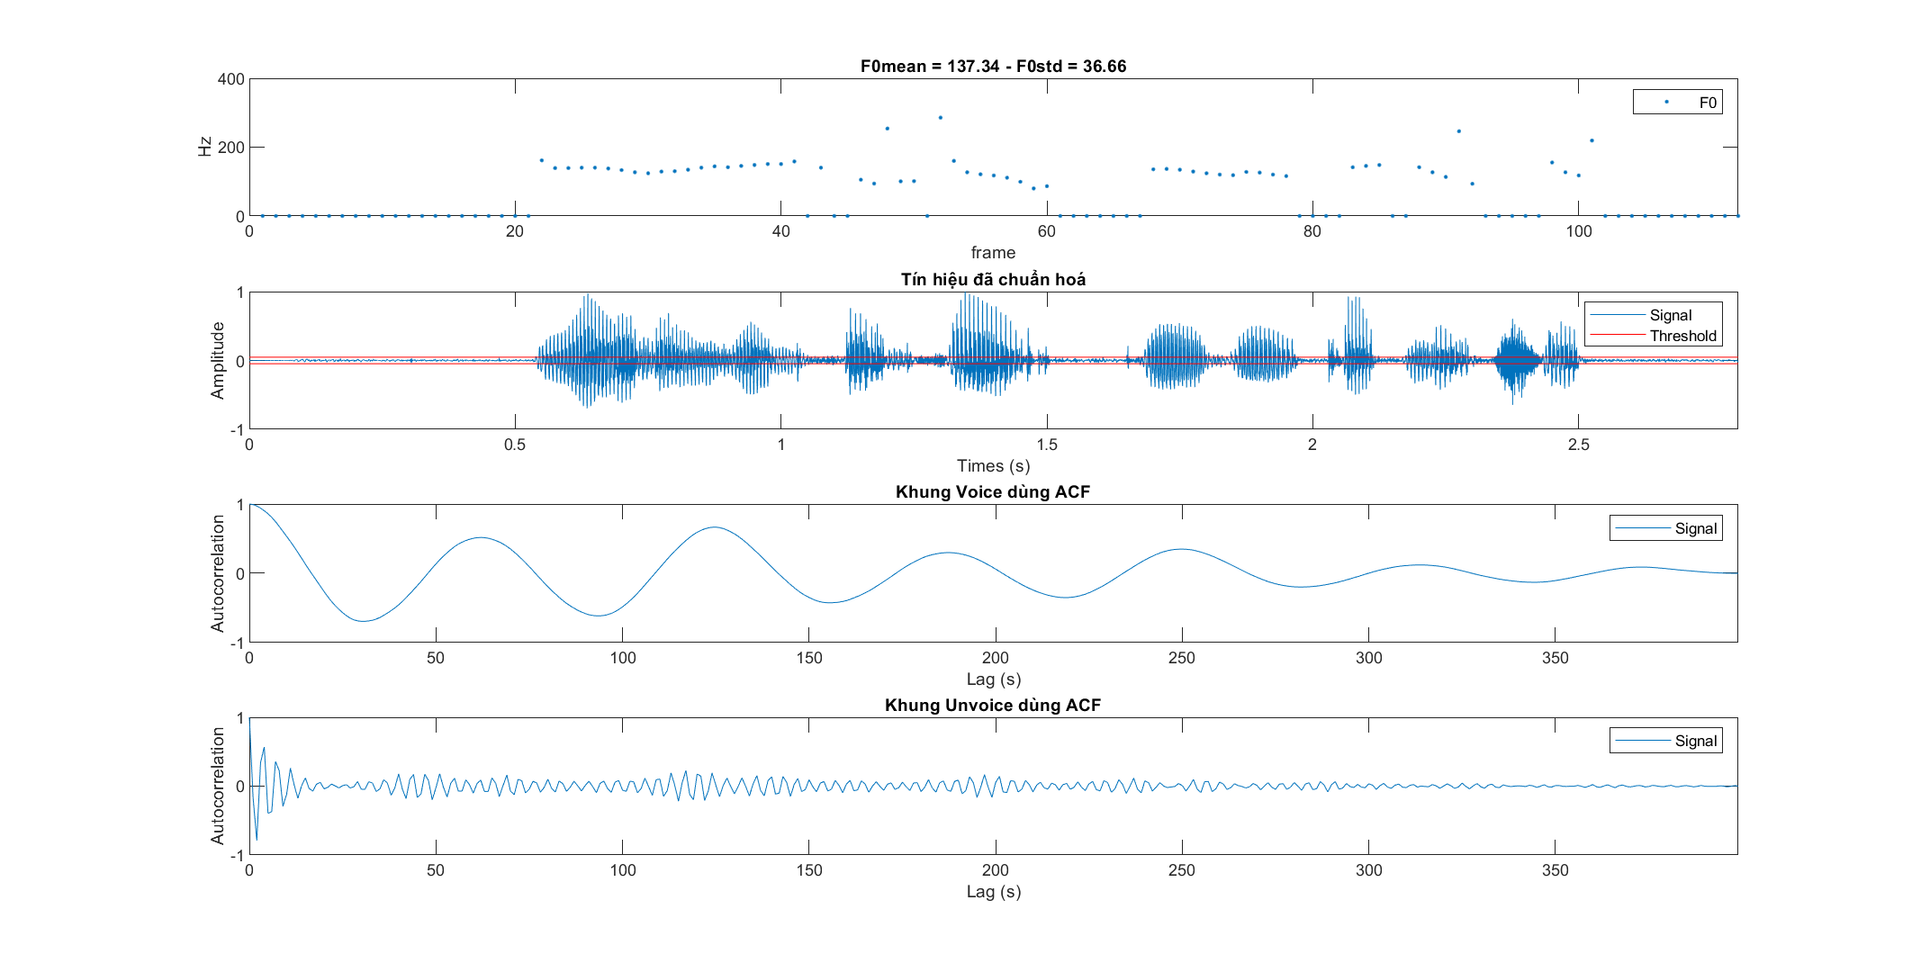 F0mean = 137.34 - F0std = 36.66
400
200
0
Hz
F0
0 20 40 60 80 100
frame
Tín hiệu đã chuẩn hoá
1
0
-1
Amplitude
Signal
Threshold
0 0.5 1 1.5 2 2.5
Times (s)
Khung Voice dùng ACF
1
0
-1
Autocorrelation
Signal
0 50 100 150 200 250 300 350
Lag (s)
Khung Unvoice dùng ACF
1
0
-1
Autocorrelation
Signal
0 50 100 150 200 250 300 350
Lag (s)